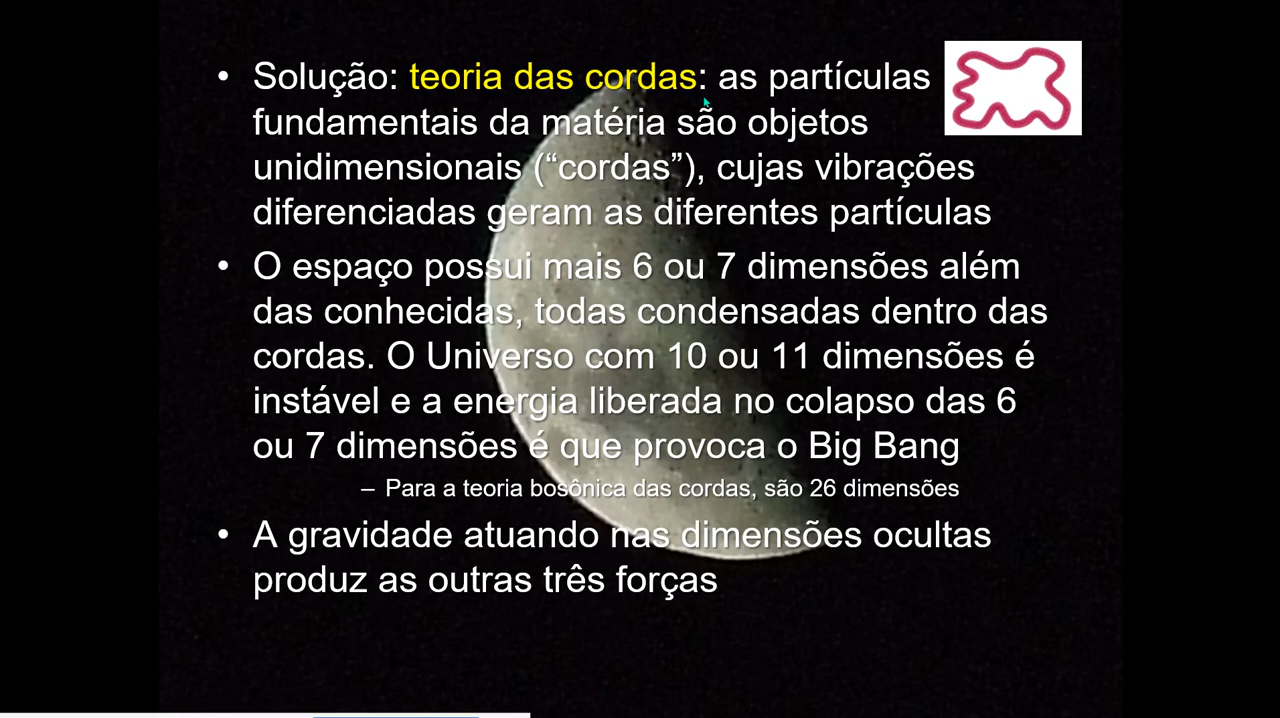 • Solução: teoria das cordas: as partículas
fundamentais da matéria são objetos
unidimensionais (“cordas”), cujas vibrações
diferenciadas geram as diferentes partículas
• O espaço possui mais 6 ou 7 dimensões além
das conhecidas, todas condensadas dentro das
cordas. O Universo com 10 ou 11 dimensões é
instável e a energia liberada no colapso das 6
ou 7 dimensões é que provoca o Big Bang
– Para a teoria bosônica das cordas, são 26 dimensões
• A gravidade atuando nas dimensões ocultas
produz as outras três forças